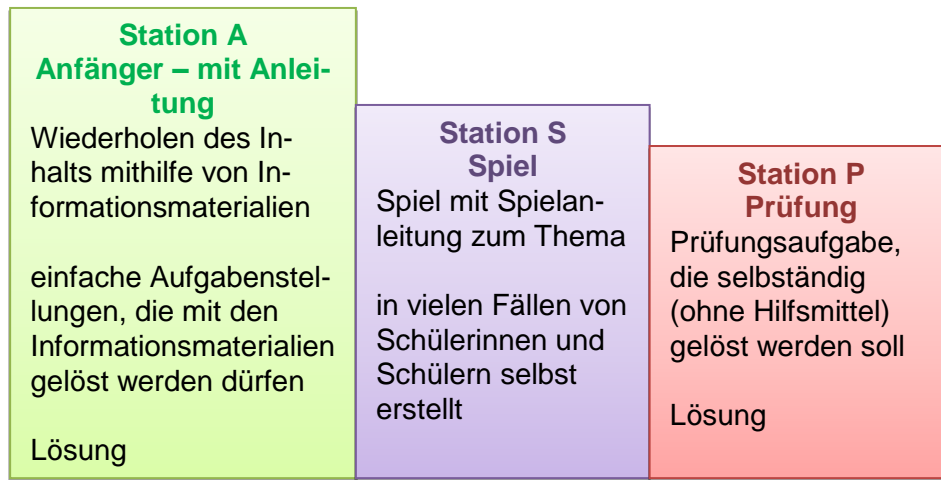 Station A
Anfänger – mit Anlei-
tung
Wiederholen des In-
halts mithilfe von In-
formationsmaterialien
einfache Aufgabenstel-
lungen, die mit den
Informationsmaterialien
gelöst werden dürfen
Lösung
Station S
Spiel
Spiel mit Spielan-
leitung zum Thema
in vielen Fällen von
Schülerinnen und
Schülern selbst
erstellt
Station P
Prüfung
Prüfungsaufgabe,
die selbständig
(ohne Hilfsmittel)
gelöst werden soll
Lösung